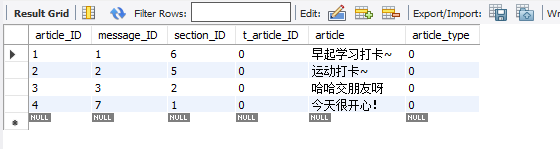 Result Grid Filter Rows: Edit: Export/Import: Wr
article_ID message_ID section_ID t_article_ID article article_type
1 1 6 0 早起学习打卡~ 0
2 2 5 0 运动打卡~ 0
3 3 2 0 哈哈交朋友呀 0
4 7 1 0 今天很开心! 0
NULL NULL NULL NULL NULL NULL